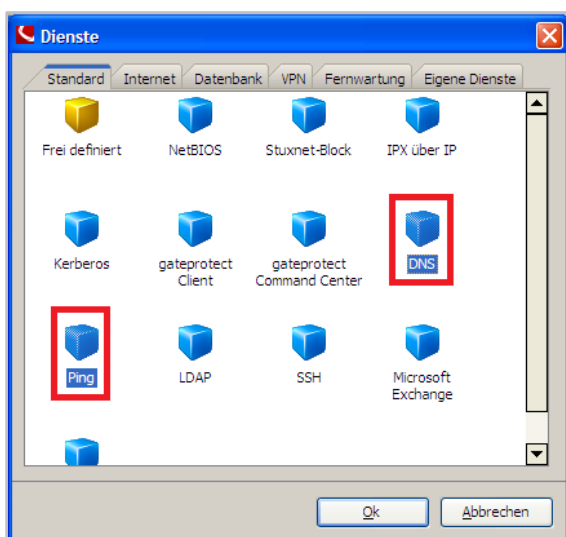 Dienste
Standard Internet Datenbank VPN Fernwartung Eigene Dienste
Frei definiert NetBIOS Stuxnet-Block IPX über IP
Kerberos gateprotect Client gateprotect Command Center DNS
Ping LDAP SSH Microsoft Exchange
Ok Abbrechen